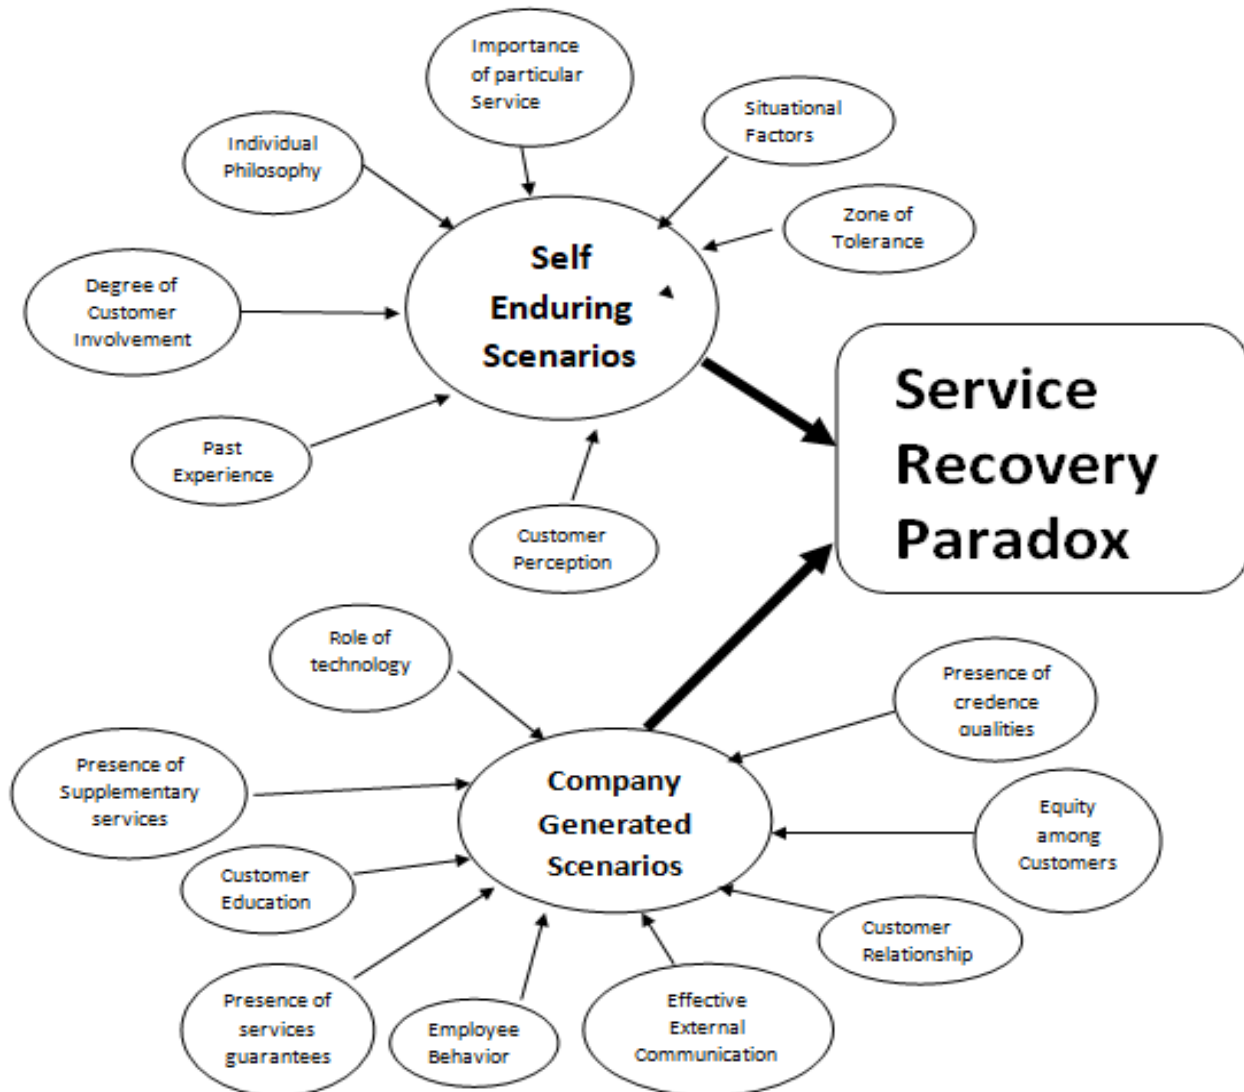 Importance
of particular
Service
Situational
Factors
Individual
Philosophy
Zone of
Tolerance
Self
Enduring
Scenarios
Degree of
Customer
Involvement
Service
Recovery
Paradox
Past
Experience
Customer
Perception
Role of
technology
Presence of
credence
qualities
Presence of
Supplementary
services
Company
Generated
Scenarios
Equity
among
Customers
Customer
Education
Customer
Relationship
Presence of
services
guarantees
Employee
Behavior
Effective
External
Communication